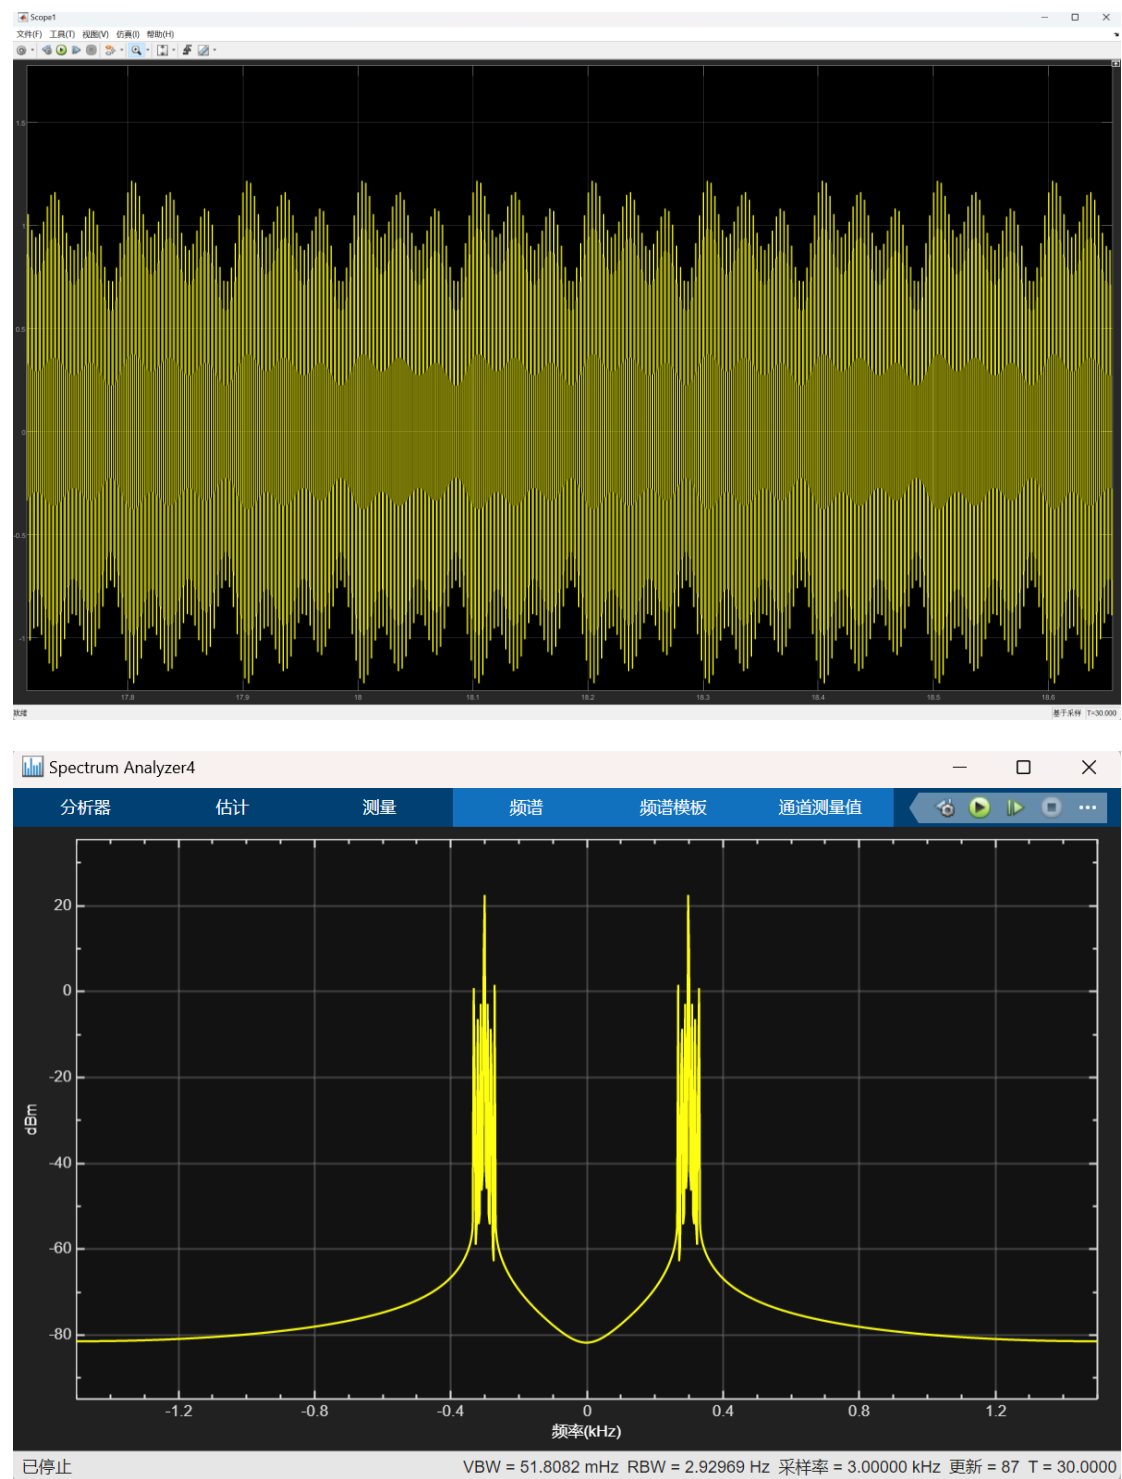 Scope1
文件(F) 工具(T) 视图(V) 仿真(I) 帮助(H)
1.5
1
0.5
0
-0.5
-1
17.8 17.9 18 18.1 18.2 18.3 18.4 18.5 18.6
就绪 基于采样 T=30.000
Spectrum Analyzer4
分析器 估计 测量 频谱 频谱模板 通道测量值
20
0
-20
dBm
-40
-60
-80
-1.2 -0.8 -0.4 0 0.4 0.8 1.2
频率(kHz)
已停止 VBW = 51.8082 mHz RBW = 2.92969 Hz 采样率 = 3.00000 kHz 更新 = 87 T = 30.0000